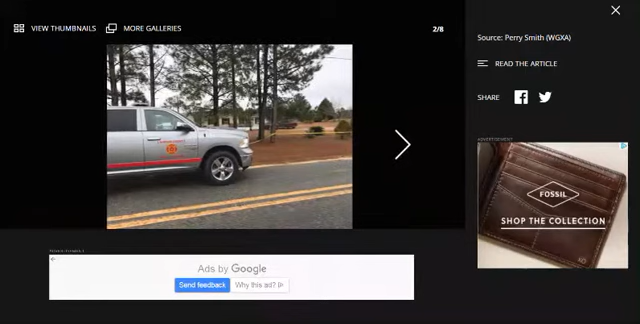 VIEW THUMBNAILS
MORE GALLERIES
2/8
Source: Perry Smith (WGXA)
READ THE ARTICLE
SHARE
ADVERTISEMENT
FOSSIL
SHOP THE COLLECTION
Ads by Google
Send feedback
Why this ad?